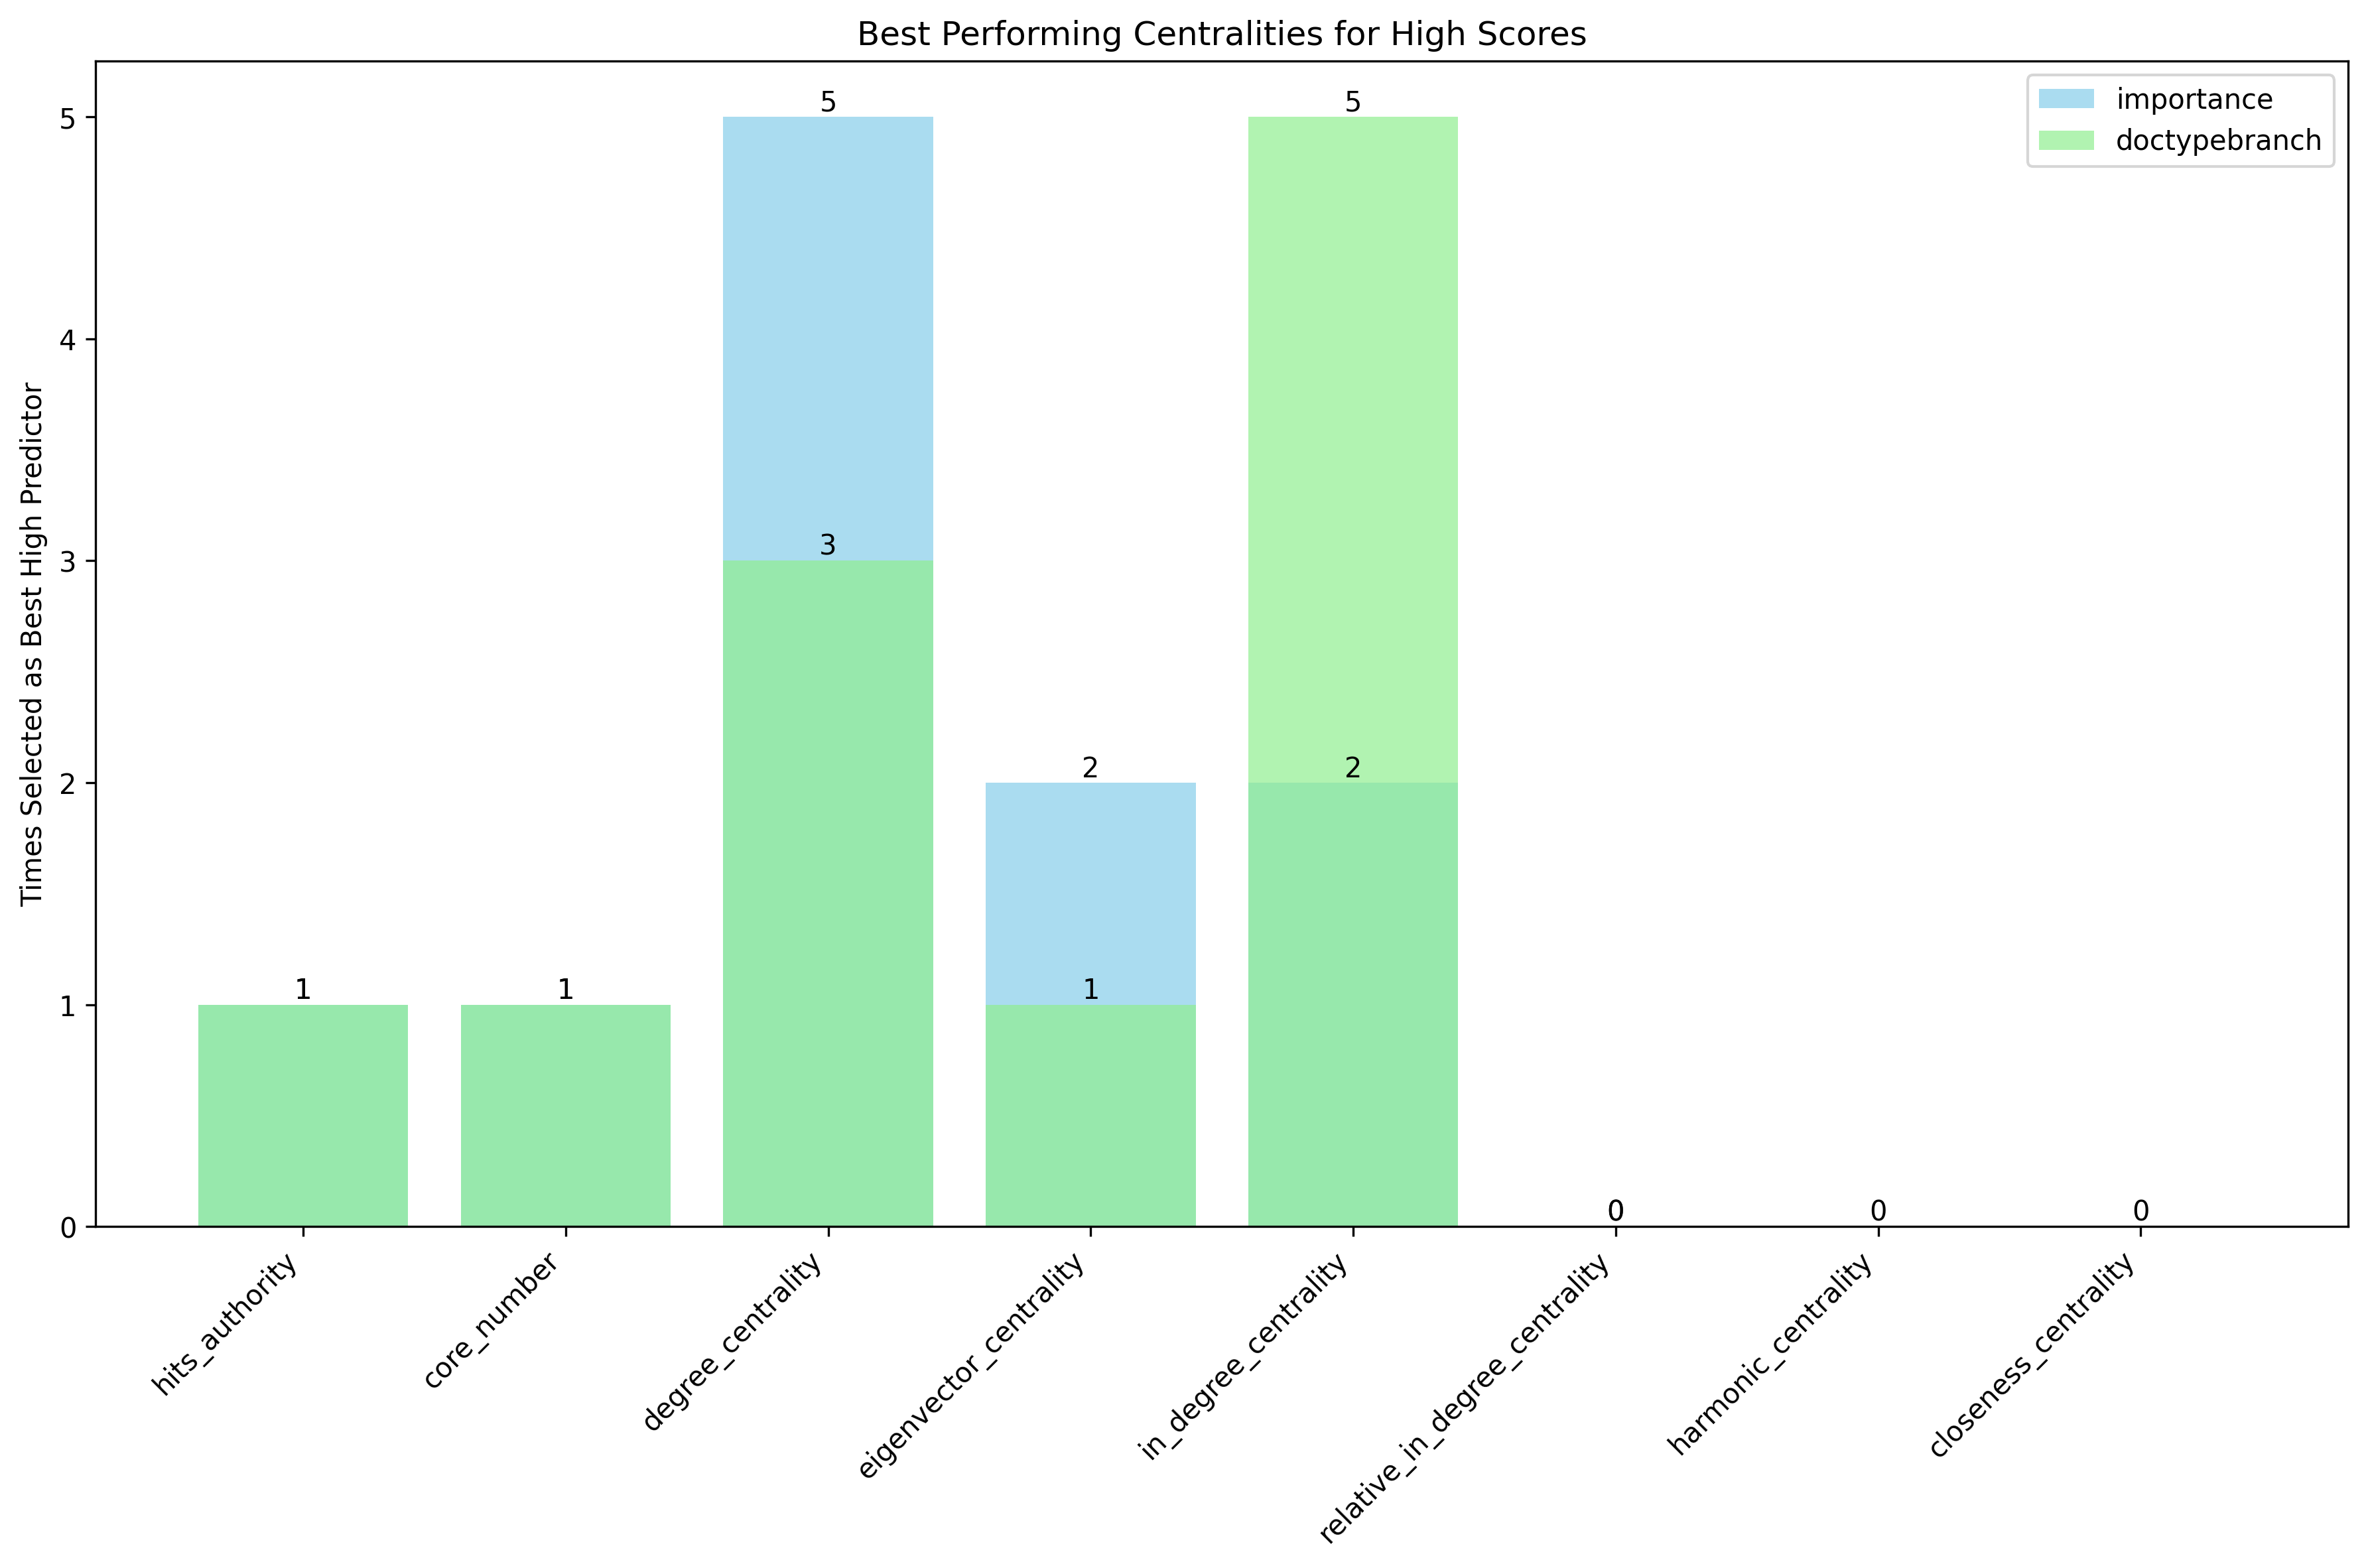 Best Performing Centralities for High Scores
importance
doctypebranch
Times Selected as Best High Predictor
5
4
3
2
1
0
1
1
5
3
2
1
5
2
0
0
0
hits_authority
core_number
degree_centrality
eigenvector_centrality
in_degree_centrality
relative_in_degree_centrality
harmonic_centrality
closeness_centrality